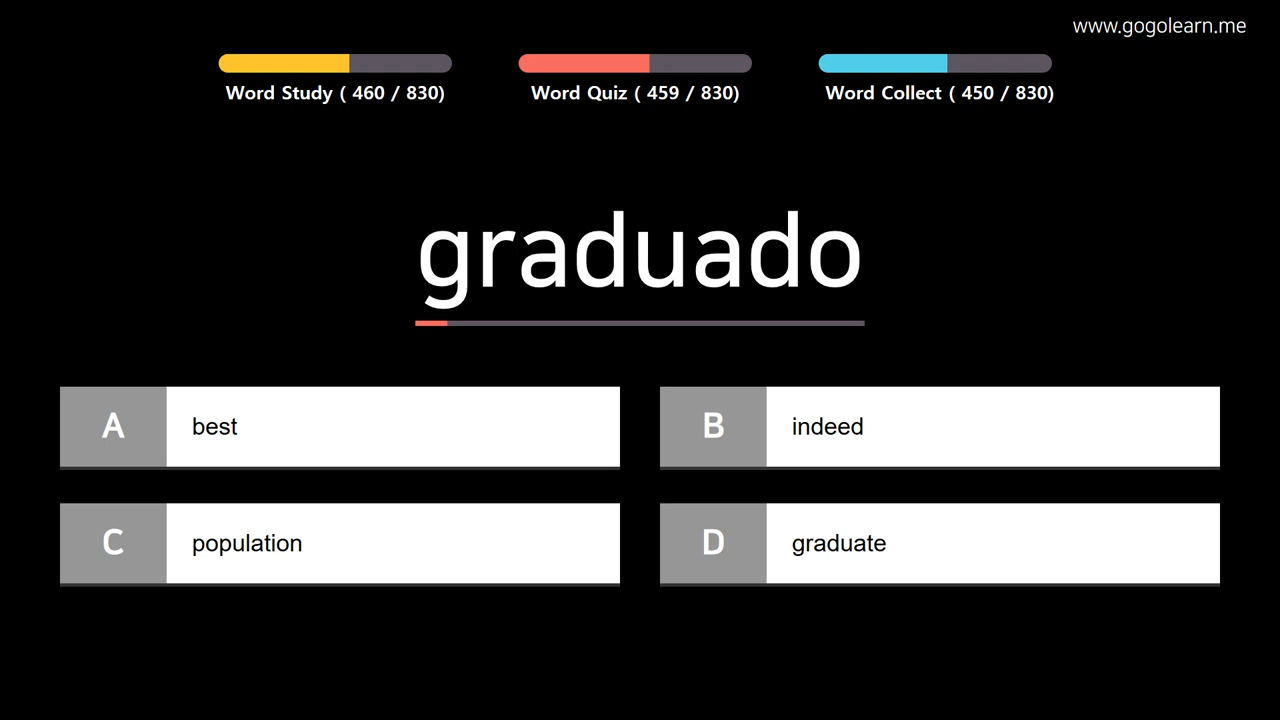 www.gogolearn.me
Word Study ( 460 / 830)
Word Quiz ( 459 / 830)
Word Collect ( 450 / 830)
graduado
A best
B indeed
C population
D graduate